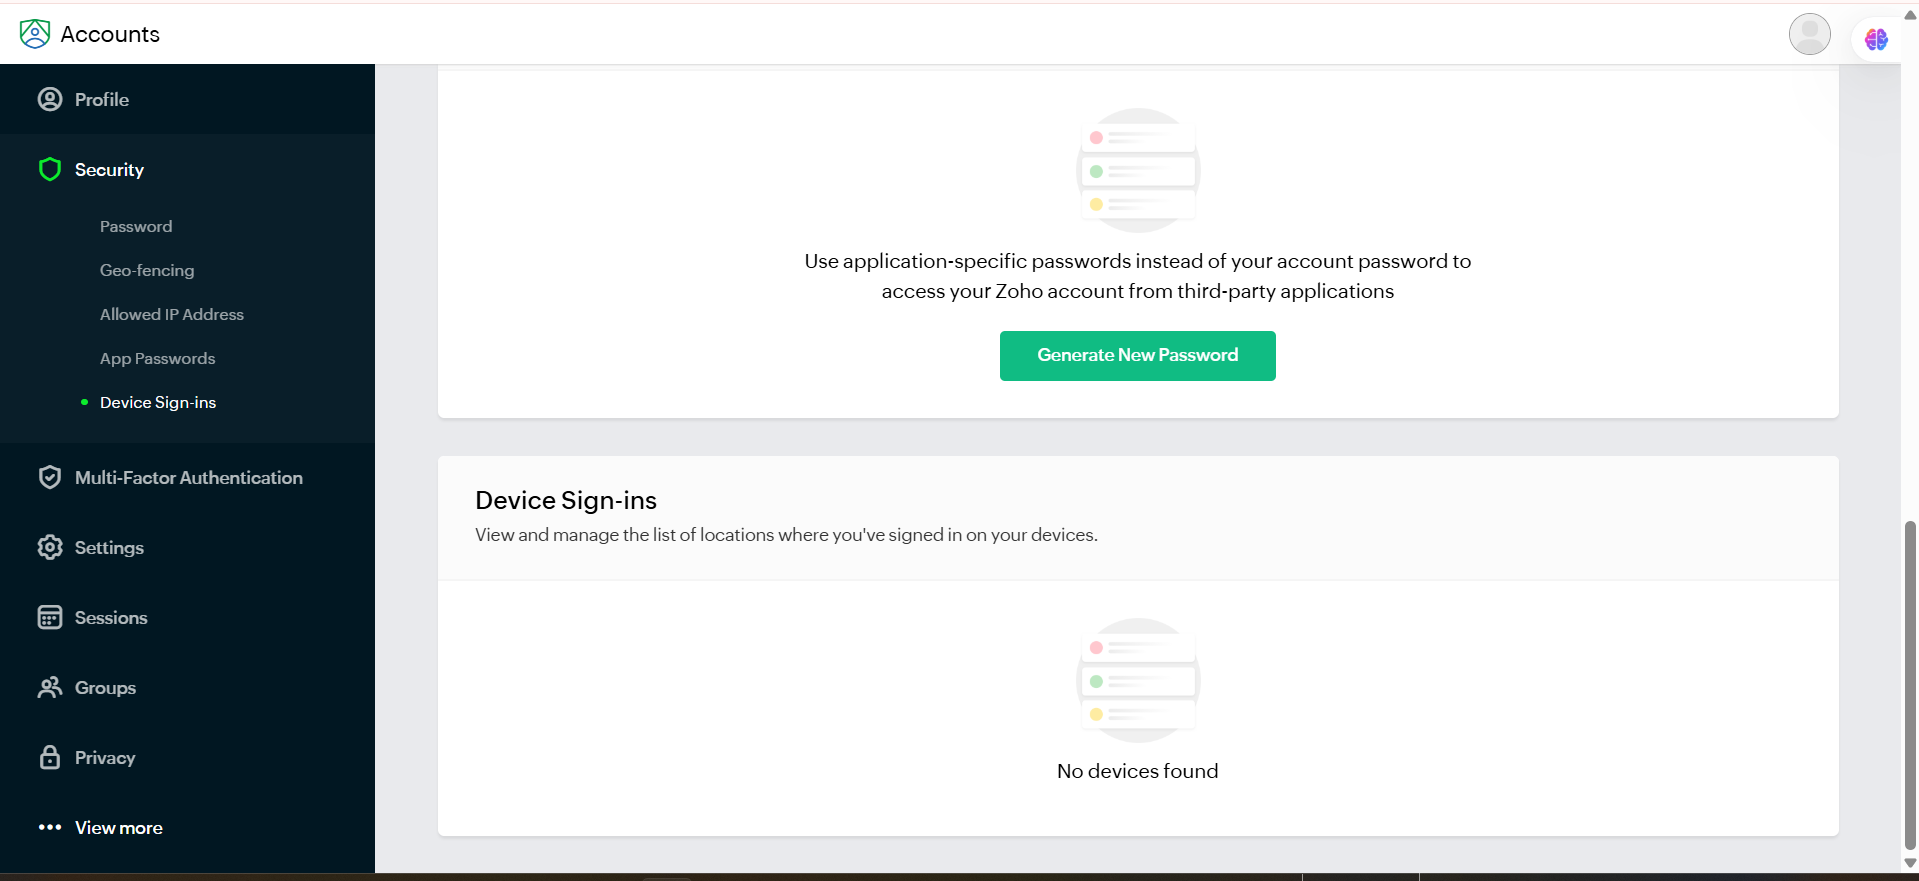 Accounts
Profile
Security
Password
Geo-fencing
Allowed IP Address
App Passwords
Device Sign-ins
Multi-Factor Authentication
Settings
Sessions
Groups
Privacy
View more
Use application-specific passwords instead of your account password to
access your Zoho account from third-party applications
Generate New Password
Device Sign-ins
View and manage the list of locations where you've signed in on your devices.
No devices found